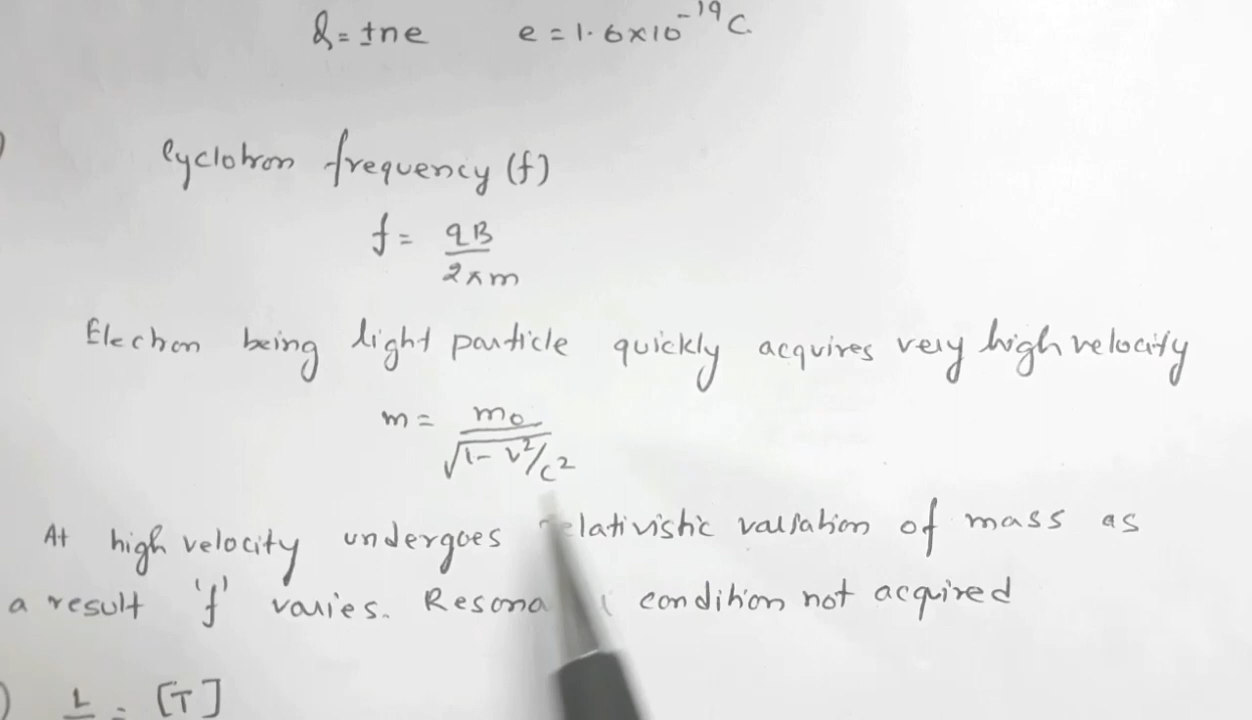 Q = ±ne e = 1.6×10⁻¹⁹ C.
)
Cyclotron frequency (f)
f = qB / 2πm
Electron being light particle quickly acquires very high velocity
m = m₀ / √1 - v²/c²
At high velocity undergoes relativistic variation of mass as
a result 'f' varies. condition not acquired
) L = [T]